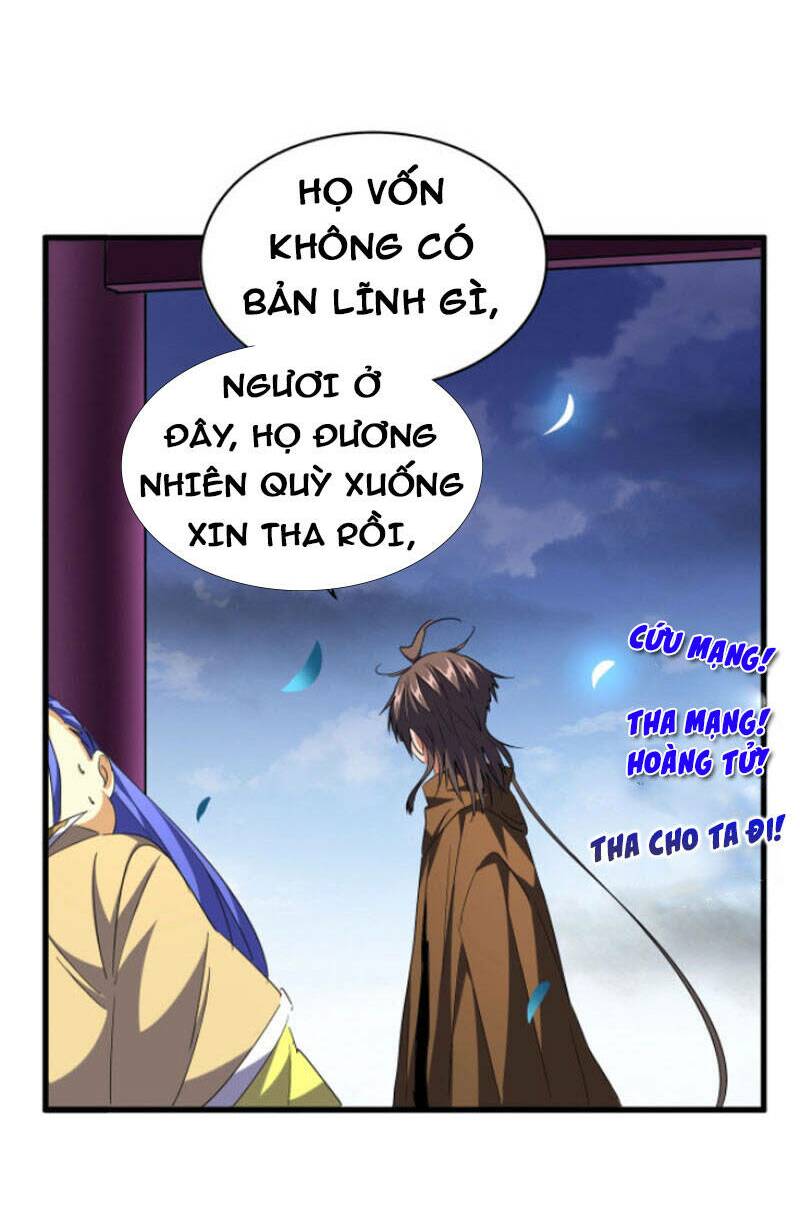 HỌ VỐN
KHÔNG CÓ
BẢN LĨNH GÌ,
NGƯƠI Ở
ĐÂY, HỌ ĐƯƠNG
NHIÊN QUỲ XUỐNG
XIN THA RỒI,
CỨU MẠNG!
THA MẠNG!
HOÀNG TỬ!
THA CHO TA ĐI!